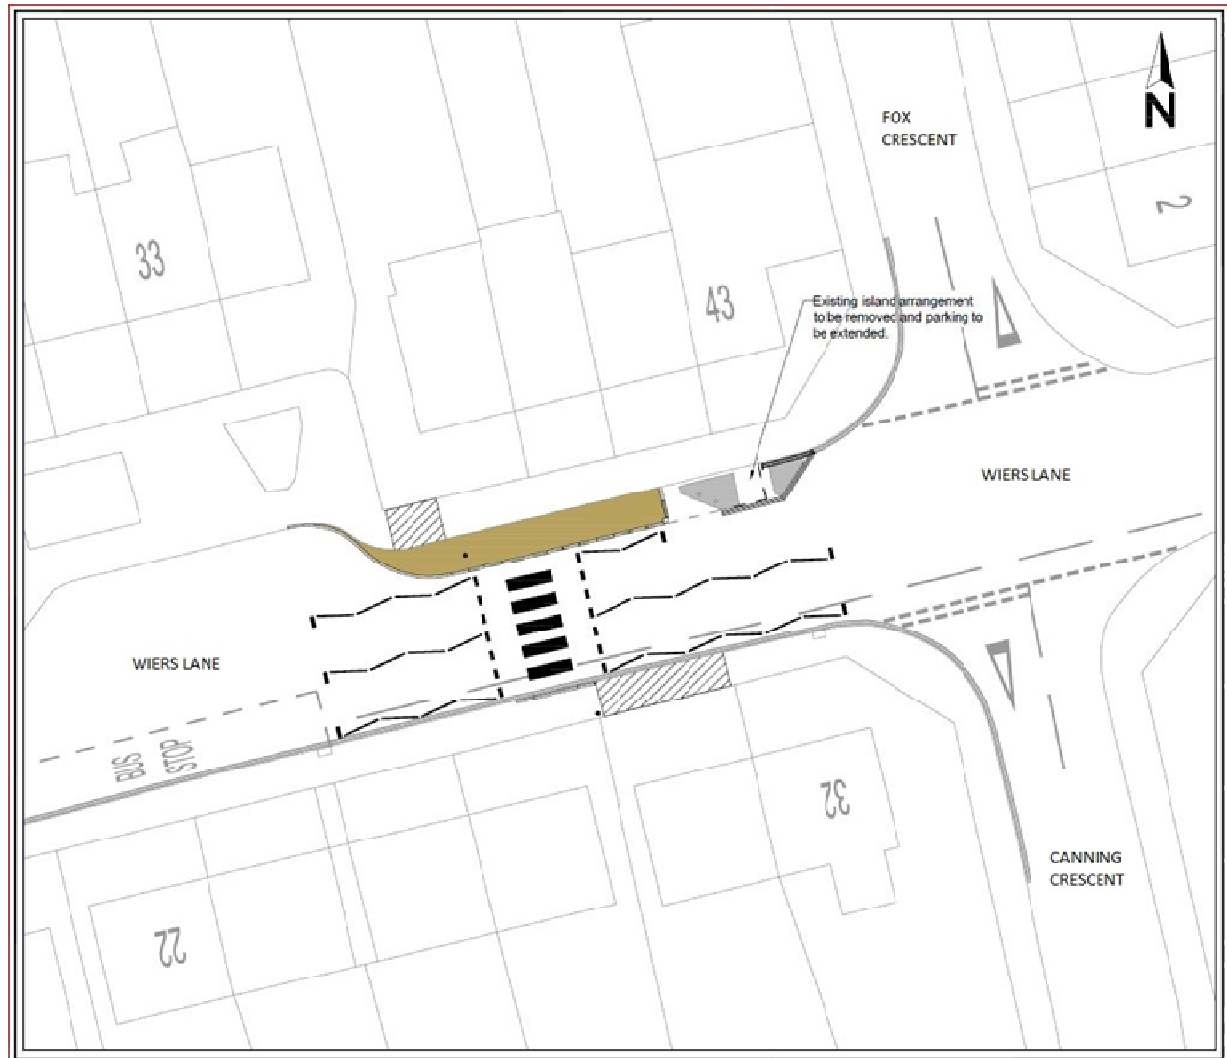 N
FOX
CRESCENT
2
33
43
Existing island arrangement
to be removed and parking to
be extended.
WIERS LANE
WIERS LANE
BUS
STOP
32
CANNING
CRESCENT
22